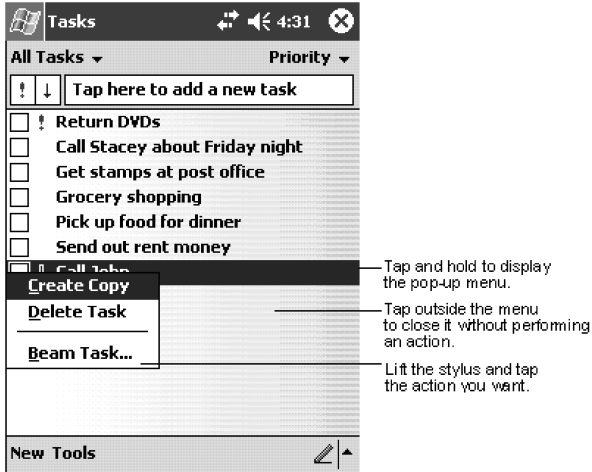 Tasks 4:31
All Tasks Priority
! ↓ Tap here to add a new task
! Return DVDs
Call Stacey about Friday night
Get stamps at post office
Grocery shopping
Pick up food for dinner
Send out rent money
Call John
Tap and hold to display
the pop-up menu.
Create Copy
Delete Task
Beam Task...
Tap outside the menu
to close it without performing
an action.
Lift the stylus and tap
the action you want.
New Tools